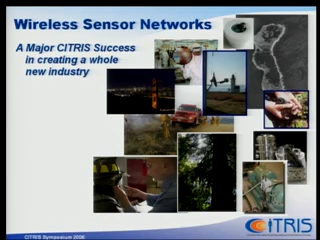 Wireless Sensor Networks
A Major CITRIS Success
in creating a whole
new industry
CITRIS
CITRIS Symposium 2006